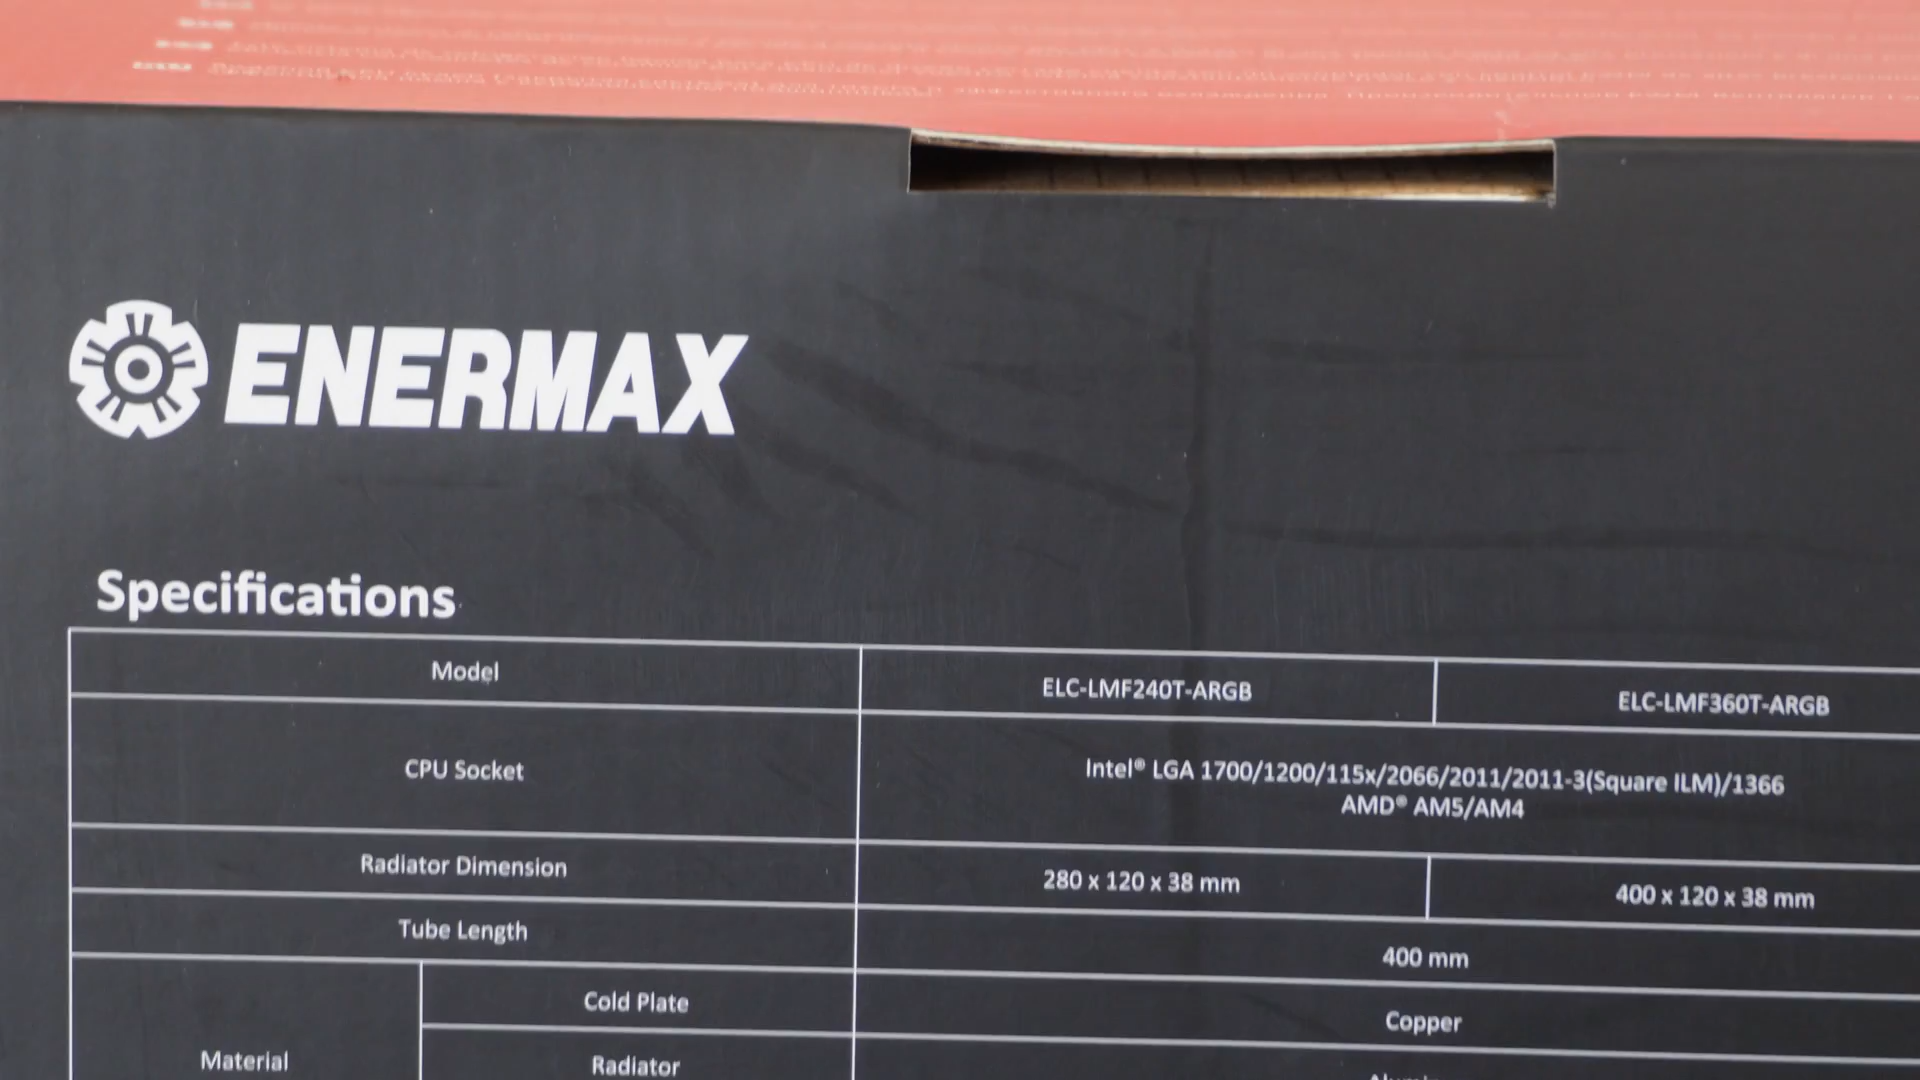 ENERMAX
Specifications
Model
ELC-LMF240T-ARGB
ELC-LMF360T-ARGB
CPU Socket
Intel® LGA 1700/1200/115x/2066/2011/2011-3(Square ILM)/1366
AMD® AM5/AM4
Radiator Dimension
280 x 120 x 38 mm
400 x 120 x 38 mm
Tube Length
400 mm
Material
Cold Plate
Copper
Radiator